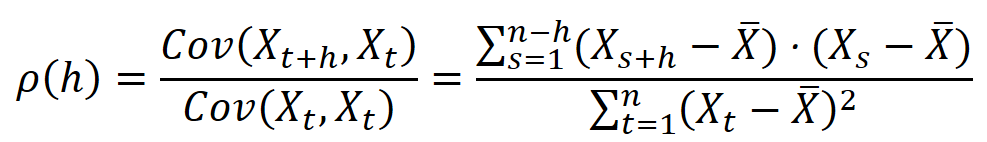 ρ(h) = Cov(X_{t+h}, X_t) / Cov(X_t, X_t) = ∑_{s=1}^{n−h}(X_{s+h} − X̄) · (X_s − X̄) / ∑_{t=1}^{n}(X_t − X̄)²